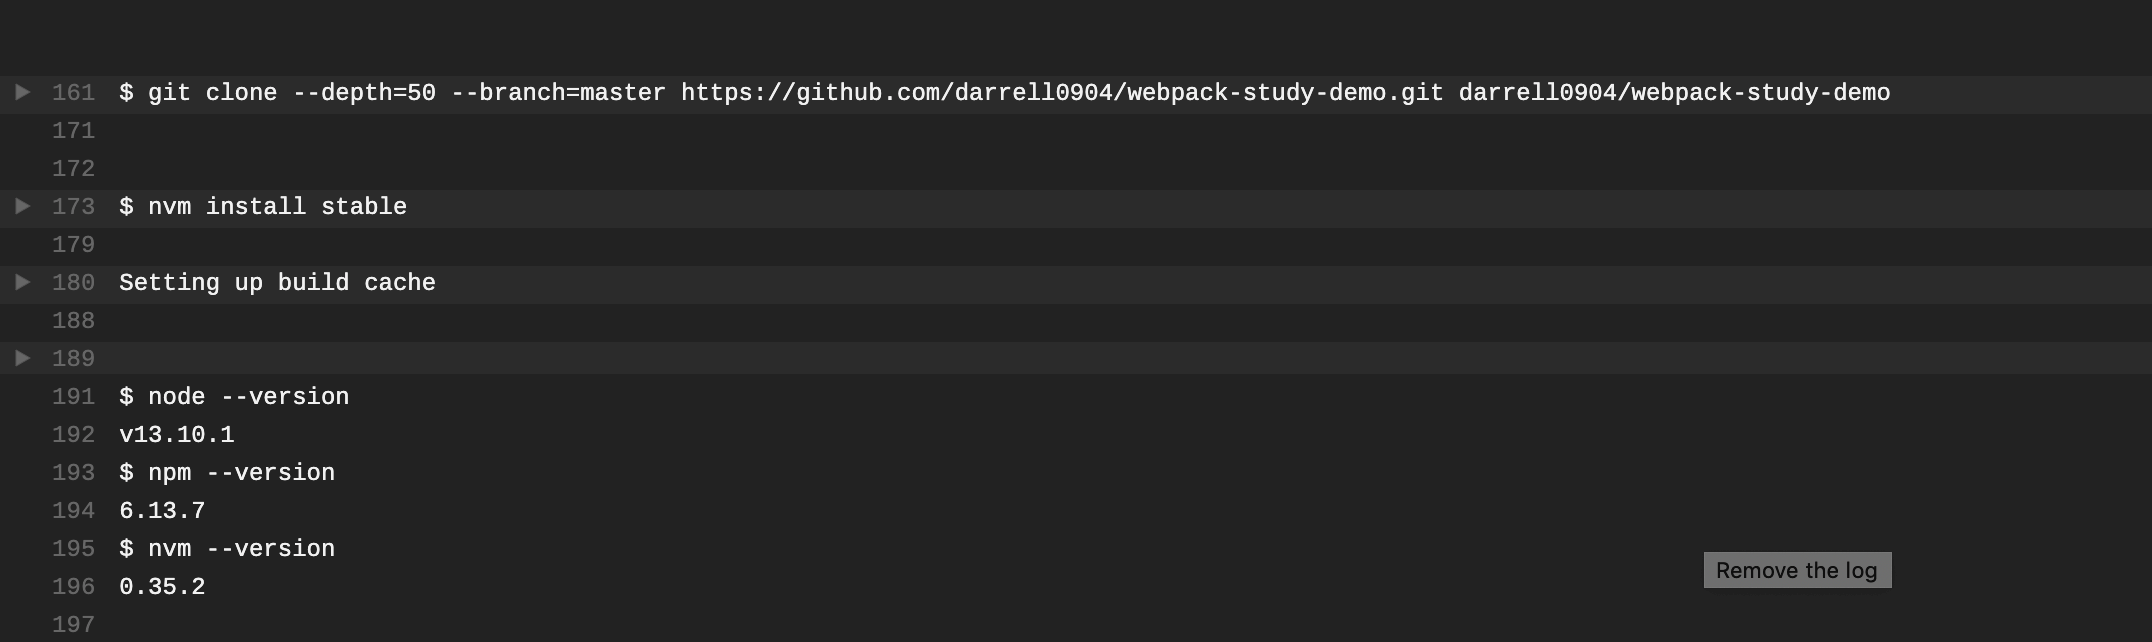 161 $ git clone --depth=50 --branch=master https://github.com/darrell0904/webpack-study-demo.git darrell0904/webpack-study-demo
171
172
173 $ nvm install stable
179
180 Setting up build cache
188
189
191 $ node --version
192 v13.10.1
193 $ npm --version
194 6.13.7
195 $ nvm --version
Remove the log
196 0.35.2
197